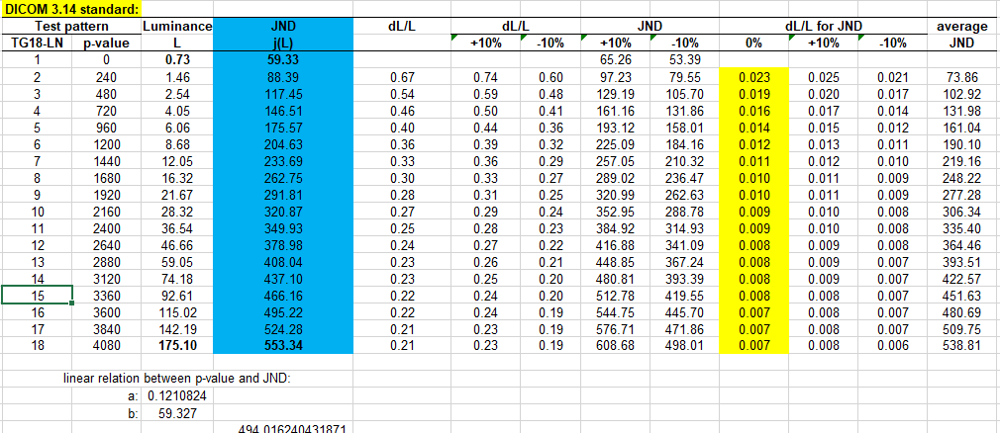 DICOM 3.14 standard:
Test pattern Luminance JND dL/L dL/L JND dL/L for JND average
TG18-LN p-value L j(L) +10% -10% +10% -10% 0% +10% -10% JND
1 0 0.73 59.33 65.26 53.39
2 240 1.46 88.39 0.67 0.74 0.60 97.23 79.55 0.023 0.025 0.021 73.86
3 480 2.54 117.45 0.54 0.59 0.48 129.19 105.70 0.019 0.020 0.017 102.92
4 720 4.05 146.51 0.46 0.50 0.41 161.16 131.86 0.016 0.017 0.014 131.98
5 960 6.06 175.57 0.40 0.44 0.36 193.12 158.01 0.014 0.015 0.012 161.04
6 1200 8.68 204.63 0.36 0.39 0.32 225.09 184.16 0.012 0.013 0.011 190.10
7 1440 12.05 233.69 0.33 0.36 0.29 257.05 210.32 0.011 0.012 0.010 219.16
8 1680 16.32 262.75 0.30 0.33 0.27 289.02 236.47 0.010 0.011 0.009 248.22
9 1920 21.67 291.81 0.28 0.31 0.25 320.99 262.63 0.010 0.011 0.009 277.28
10 2160 28.32 320.87 0.27 0.29 0.24 352.95 288.78 0.009 0.010 0.008 306.34
11 2400 36.54 349.93 0.25 0.28 0.23 384.92 314.93 0.009 0.010 0.008 335.40
12 2640 46.66 378.98 0.24 0.27 0.22 416.88 341.09 0.008 0.009 0.008 364.46
13 2880 59.05 408.04 0.23 0.26 0.21 448.85 367.24 0.008 0.009 0.007 393.51
14 3120 74.18 437.10 0.23 0.25 0.20 480.81 393.39 0.008 0.009 0.007 422.57
15 3360 92.61 466.16 0.22 0.24 0.20 512.78 419.55 0.008 0.008 0.007 451.63
16 3600 115.02 495.22 0.22 0.24 0.19 544.75 445.70 0.007 0.008 0.007 480.69
17 3840 142.19 524.28 0.21 0.23 0.19 576.71 471.86 0.007 0.008 0.007 509.75
18 4080 175.10 553.34 0.21 0.23 0.19 608.68 498.01 0.007 0.008 0.006 538.81
linear relation between p-value and JND:
a: 0.1210824
b: 59.327
494.016240431871